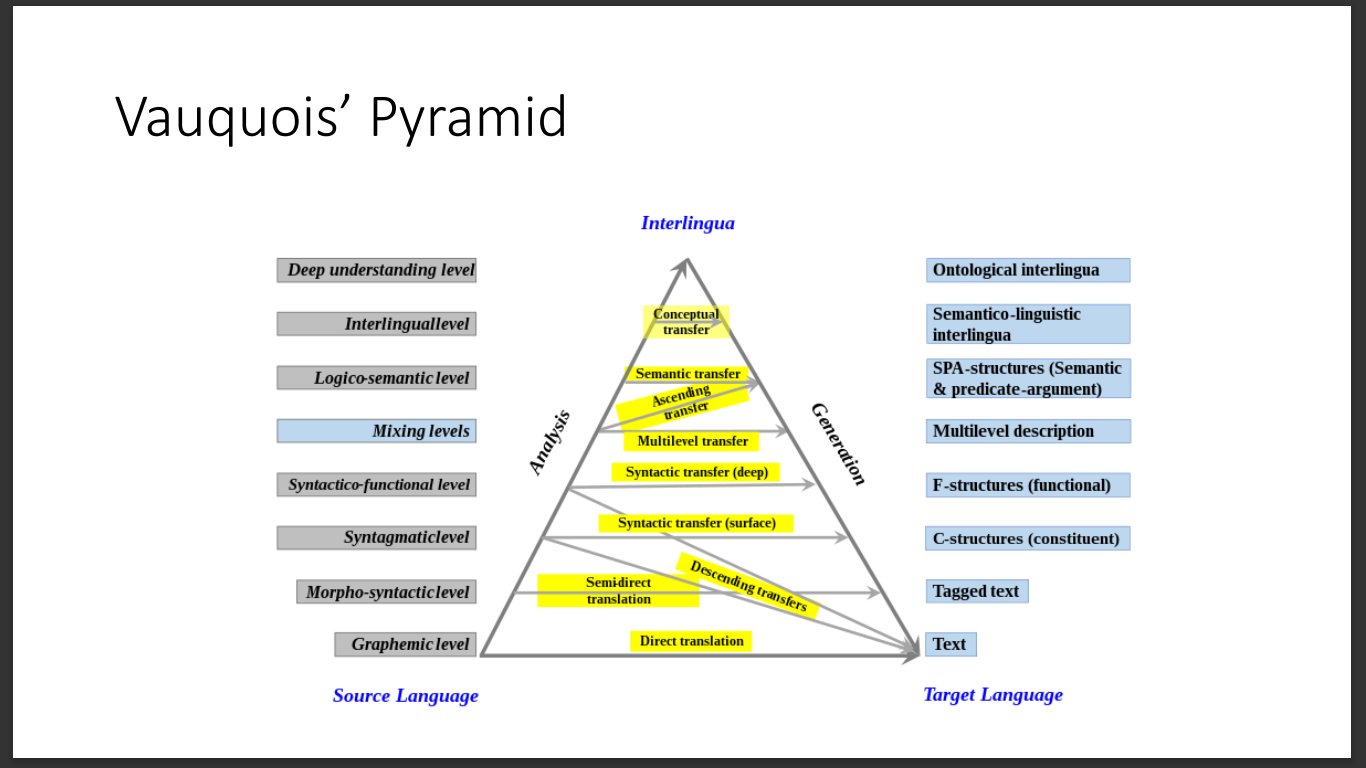 Vauquois’ Pyramid
Interlingua
Deep understanding level
Ontological interlingua
Conceptual
transfer
Interlinguallevel
Semantico-linguistic
interlingua
Logico-semantic level
Semantic transfer
SPA-structures (Semantic
& predicate-argument)
Ascending
transfer
Mixing levels
Multilevel transfer
Multilevel description
Analysis
Generation
Syntactico-functional level
Syntactic transfer (deep)
F-structures (functional)
Syntagmaticlevel
Syntactic transfer (surface)
C-structures (constituent)
Morpho-syntacticlevel
Semi-direct
translation
Descending transfers
Tagged text
Graphemic level
Direct translation
Text
Source Language
Target Language